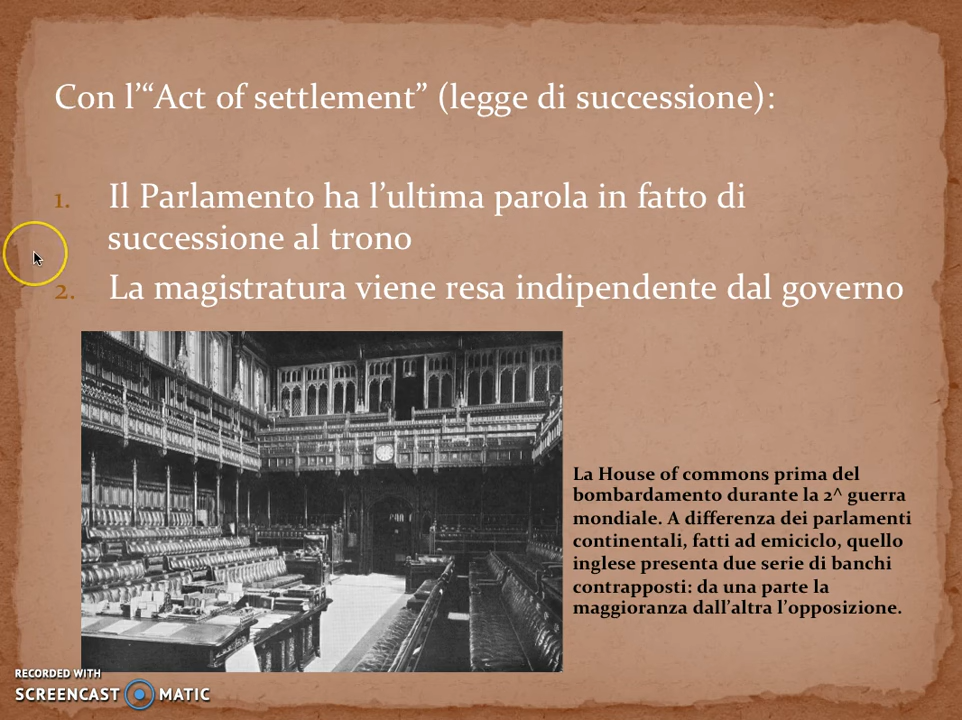 Con l’“Act of settlement” (legge di successione):
1. Il Parlamento ha l’ultima parola in fatto di
successione al trono
2. La magistratura viene resa indipendente dal governo
La House of commons prima del
bombardamento durante la 2^ guerra
mondiale. A differenza dei parlamenti
continentali, fatti ad emiciclo, quello
inglese presenta due serie di banchi
contrapposti: da una parte la
maggioranza dall’altra l’opposizione.
RECORDED WITH
SCREENCAST MATIC